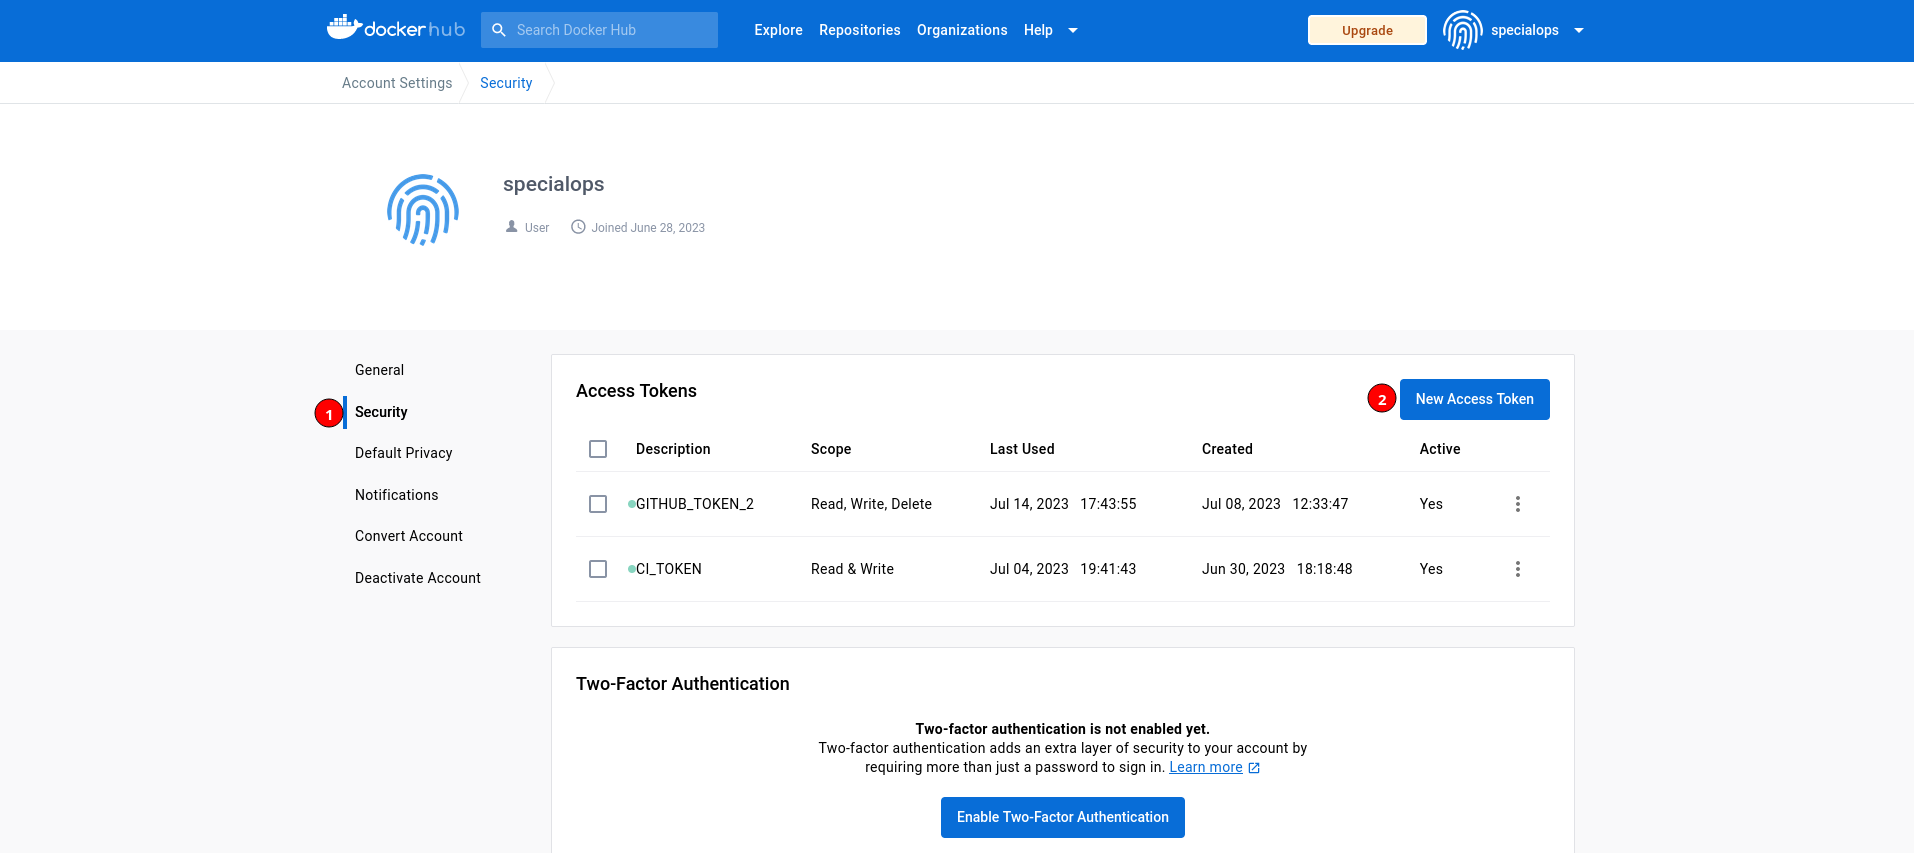 dockerhub Search Docker Hub Explore Repositories Organizations Help Upgrade specialops
Account Settings Security
specialops
User Joined June 28, 2023
General
1 Security
Default Privacy
Notifications
Convert Account
Deactivate Account
Access Tokens
2 New Access Token
Description Scope Last Used Created Active
GITHUB_TOKEN_2 Read, Write, Delete Jul 14, 2023 17:43:55 Jul 08, 2023 12:33:47 Yes
CI_TOKEN Read & Write Jul 04, 2023 19:41:43 Jun 30, 2023 18:18:48 Yes
Two-Factor Authentication
Two-factor authentication is not enabled yet.
Two-factor authentication adds an extra layer of security to your account by
requiring more than just a password to sign in. Learn more
Enable Two-Factor Authentication